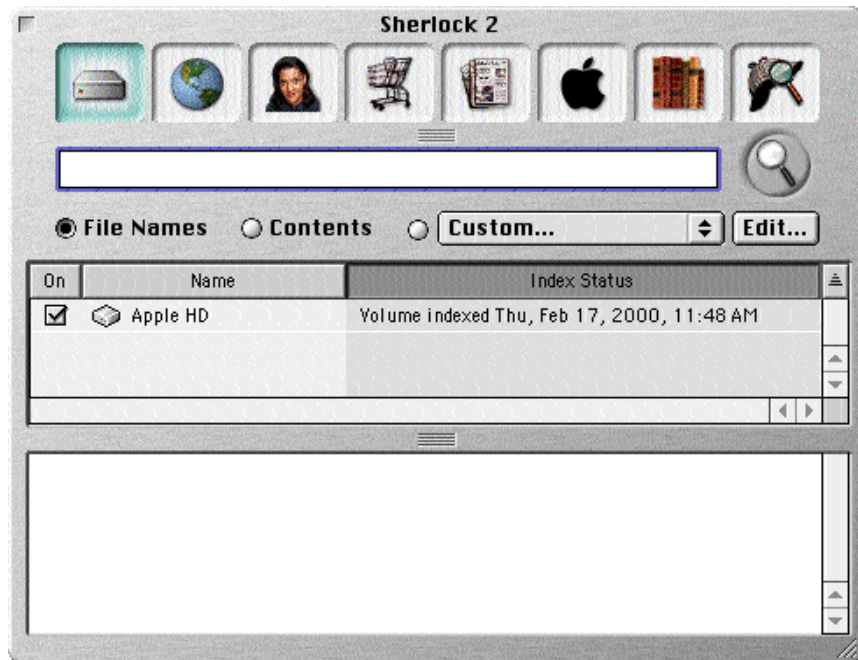 Sherlock 2
File Names Contents Custom... Edit...
On Name Index Status
Apple HD Volume indexed Thu, Feb 17, 2000, 11:48 AM